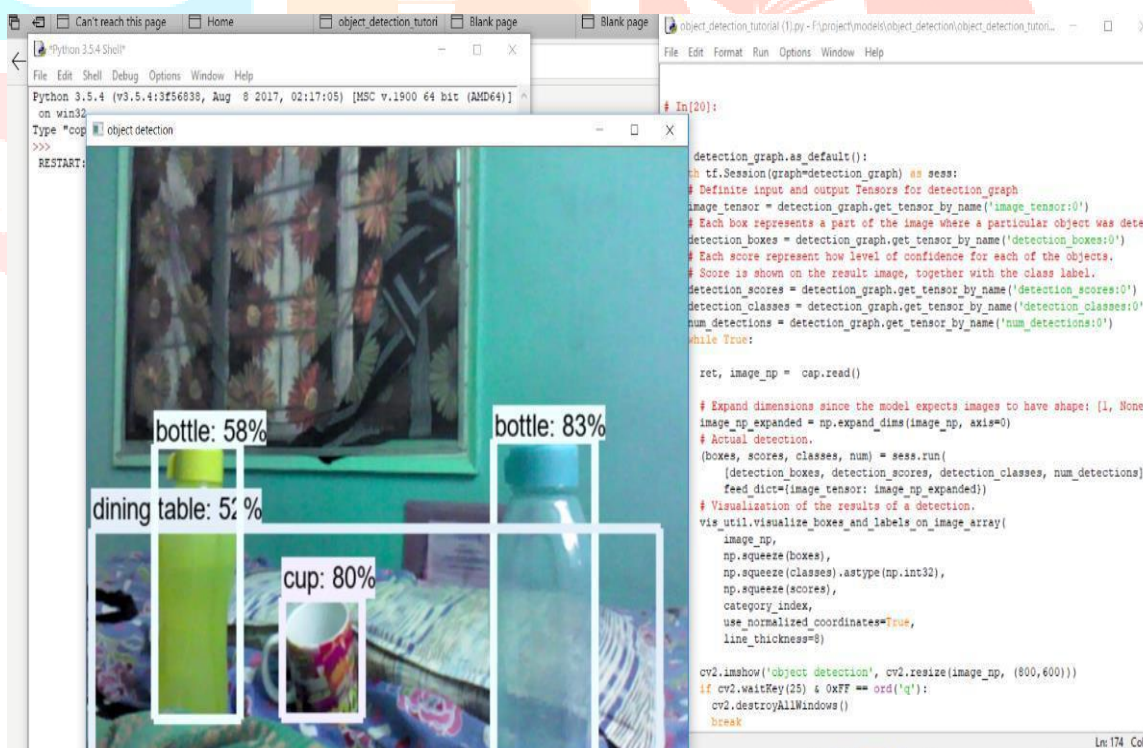 Can't reach this page
Home
object_detection_tutori
Blank page
Blank page
*Python 3.5.4 Shell*
File Edit Shell Debug Options Window Help
Python 3.5.4 (v3.5.4:3f56838, Aug 8 2017, 02:17:05) [MSC v.1900 64 bit (AMD64)]
on win32
Type "cop
>>>
RESTART:
object detection
bottle: 58%
bottle: 83%
dining table: 52%
cup: 80%
object_detection_tutorial (1).py - F:\project\models\object_detection\object_detection_tutori...
File Edit Format Run Options Window Help
# In[20]:
detection_graph.as_default():
th tf.Session(graph=detection_graph) as sess:
# Definite input and output Tensors for detection_graph
image_tensor = detection_graph.get_tensor_by_name('image_tensor:0')
# Each box represents a part of the image where a particular object was dete
detection_boxes = detection_graph.get_tensor_by_name('detection_boxes:0')
# Each score represent how level of confidence for each of the objects.
# Score is shown on the result image, together with the class label.
detection_scores = detection_graph.get_tensor_by_name('detection_scores:0')
detection_classes = detection_graph.get_tensor_by_name('detection_classes:0'
num_detections = detection_graph.get_tensor_by_name('num_detections:0')
while True:
ret, image_np = cap.read()
# Expand dimensions since the model expects images to have shape: [1, None
image_np_expanded = np.expand_dims(image_np, axis=0)
# Actual detection.
(boxes, scores, classes, num) = sess.run(
[detection_boxes, detection_scores, detection_classes, num_detections]
feed_dict={image_tensor: image_np_expanded})
# Visualization of the results of a detection.
vis_util.visualize_boxes_and_labels_on_image_array(
image_np,
np.squeeze(boxes),
np.squeeze(classes).astype(np.int32),
np.squeeze(scores),
category_index,
use_normalized_coordinates=True,
line_thickness=8)
cv2.imshow('object detection', cv2.resize(image_np, (800,600)))
if cv2.waitKey(25) & 0xFF == ord('q'):
cv2.destroyAllWindows()
break
Ln: 174 Col